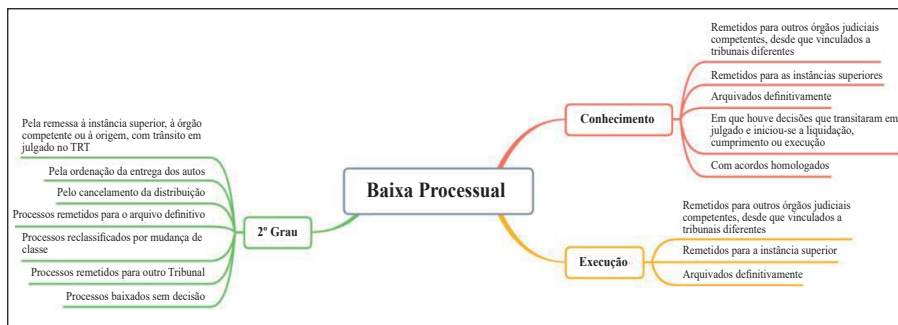 Baixa Processual
Conhecimento
Remetidos para outros órgãos judiciais
competentes, desde que vinculados a
tribunais diferentes
Remetidos para as instâncias superiores
Arquivados definitivamente
Em que houve decisões que transitaram em
julgado e iniciou-se a liquidação,
cumprimento ou execução
Com acordos homologados
Execução
Remetidos para outros órgãos judiciais
competentes, desde que vinculados a
tribunais diferentes
Remetidos para a instância superior
Arquivados definitivamente
2º Grau
Pela remessa à instância superior, à órgão
competente ou à origem, com trânsito em
julgado no TRT
Pela ordenação da entrega dos autos
Pelo cancelamento da distribuição
Processos remetidos para o arquivo definitivo
Processos reclassificados por mudança de
classe
Processos remetidos para outro Tribunal
Processos baixados sem decisão